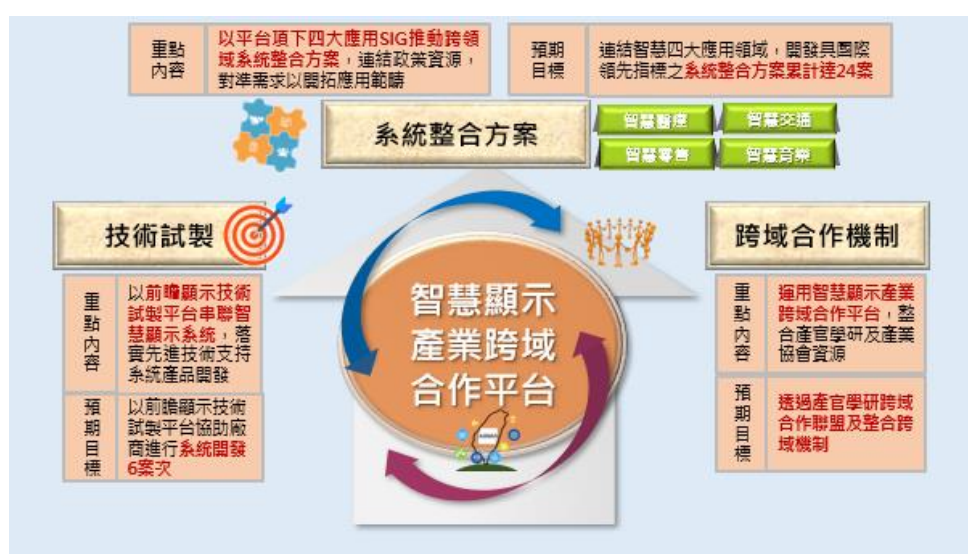 重點
內容
以平台項下四大應用SIG推動跨領
域系統整合方案，連結政策資源，
對準需求以開拓應用範疇
預期
目標
連結智慧四大應用領域，開發具國際
領先指標之系統整合方案累計達24案
系統整合方案
智慧醫療
智慧交通
智慧零售
智慧育樂
技術試製
重
點
內
容
以前瞻顯示技術
試製平台串聯智
慧顯示系統，落
實先進技術支持
系統產品開發
預
期
目
標
以前瞻顯示技術
試製平台協助廠
商進行系統開發
6案次
智慧顯示
產業跨域
合作平台
跨域合作機制
重
點
內
容
運用智慧顯示產業
跨域合作平台，整
合產官學研及產業
協會資源
預
期
目
標
透過產官學研跨域
合作聯盟及整合跨
域機制